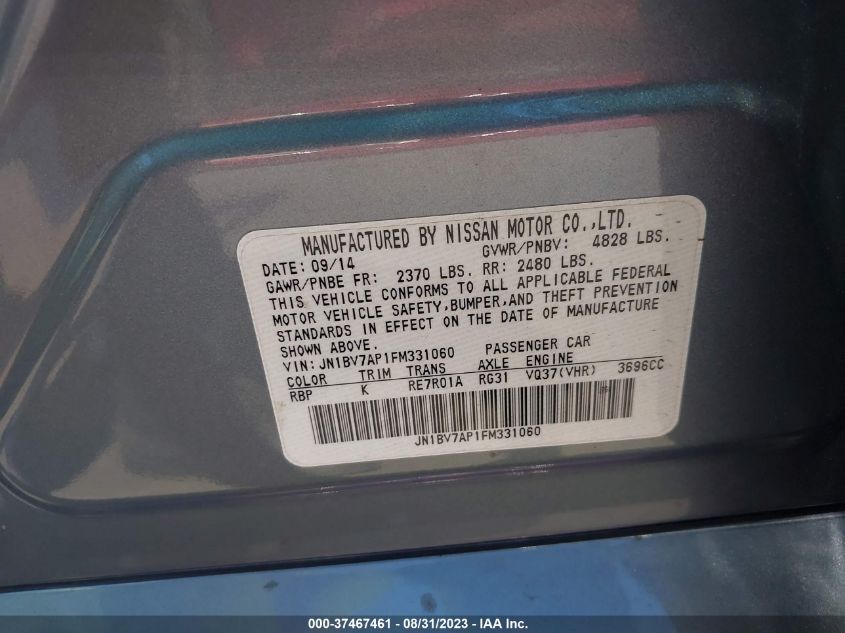 MANUFACTURED BY NISSAN MOTOR CO.,LTD.
DATE: 09/14 GVWR/PNBV: 4828 LBS.
GAWR/PNBE FR: 2370 LBS. RR: 2480 LBS.
THIS VEHICLE CONFORMS TO ALL APPLICABLE FEDERAL
MOTOR VEHICLE SAFETY,BUMPER,AND THEFT PREVENTION
STANDARDS IN EFFECT ON THE DATE OF MANUFACTURE
SHOWN ABOVE.
VIN: JN1BV7AP1FM331060 PASSENGER CAR
COLOR TRIM TRANS AXLE ENGINE
RBP K RE7R01A RG31 VQ37(VHR) 3696CC
JN1BV7AP1FM331060
000-37467461 - 08/31/2023 - IAA Inc.